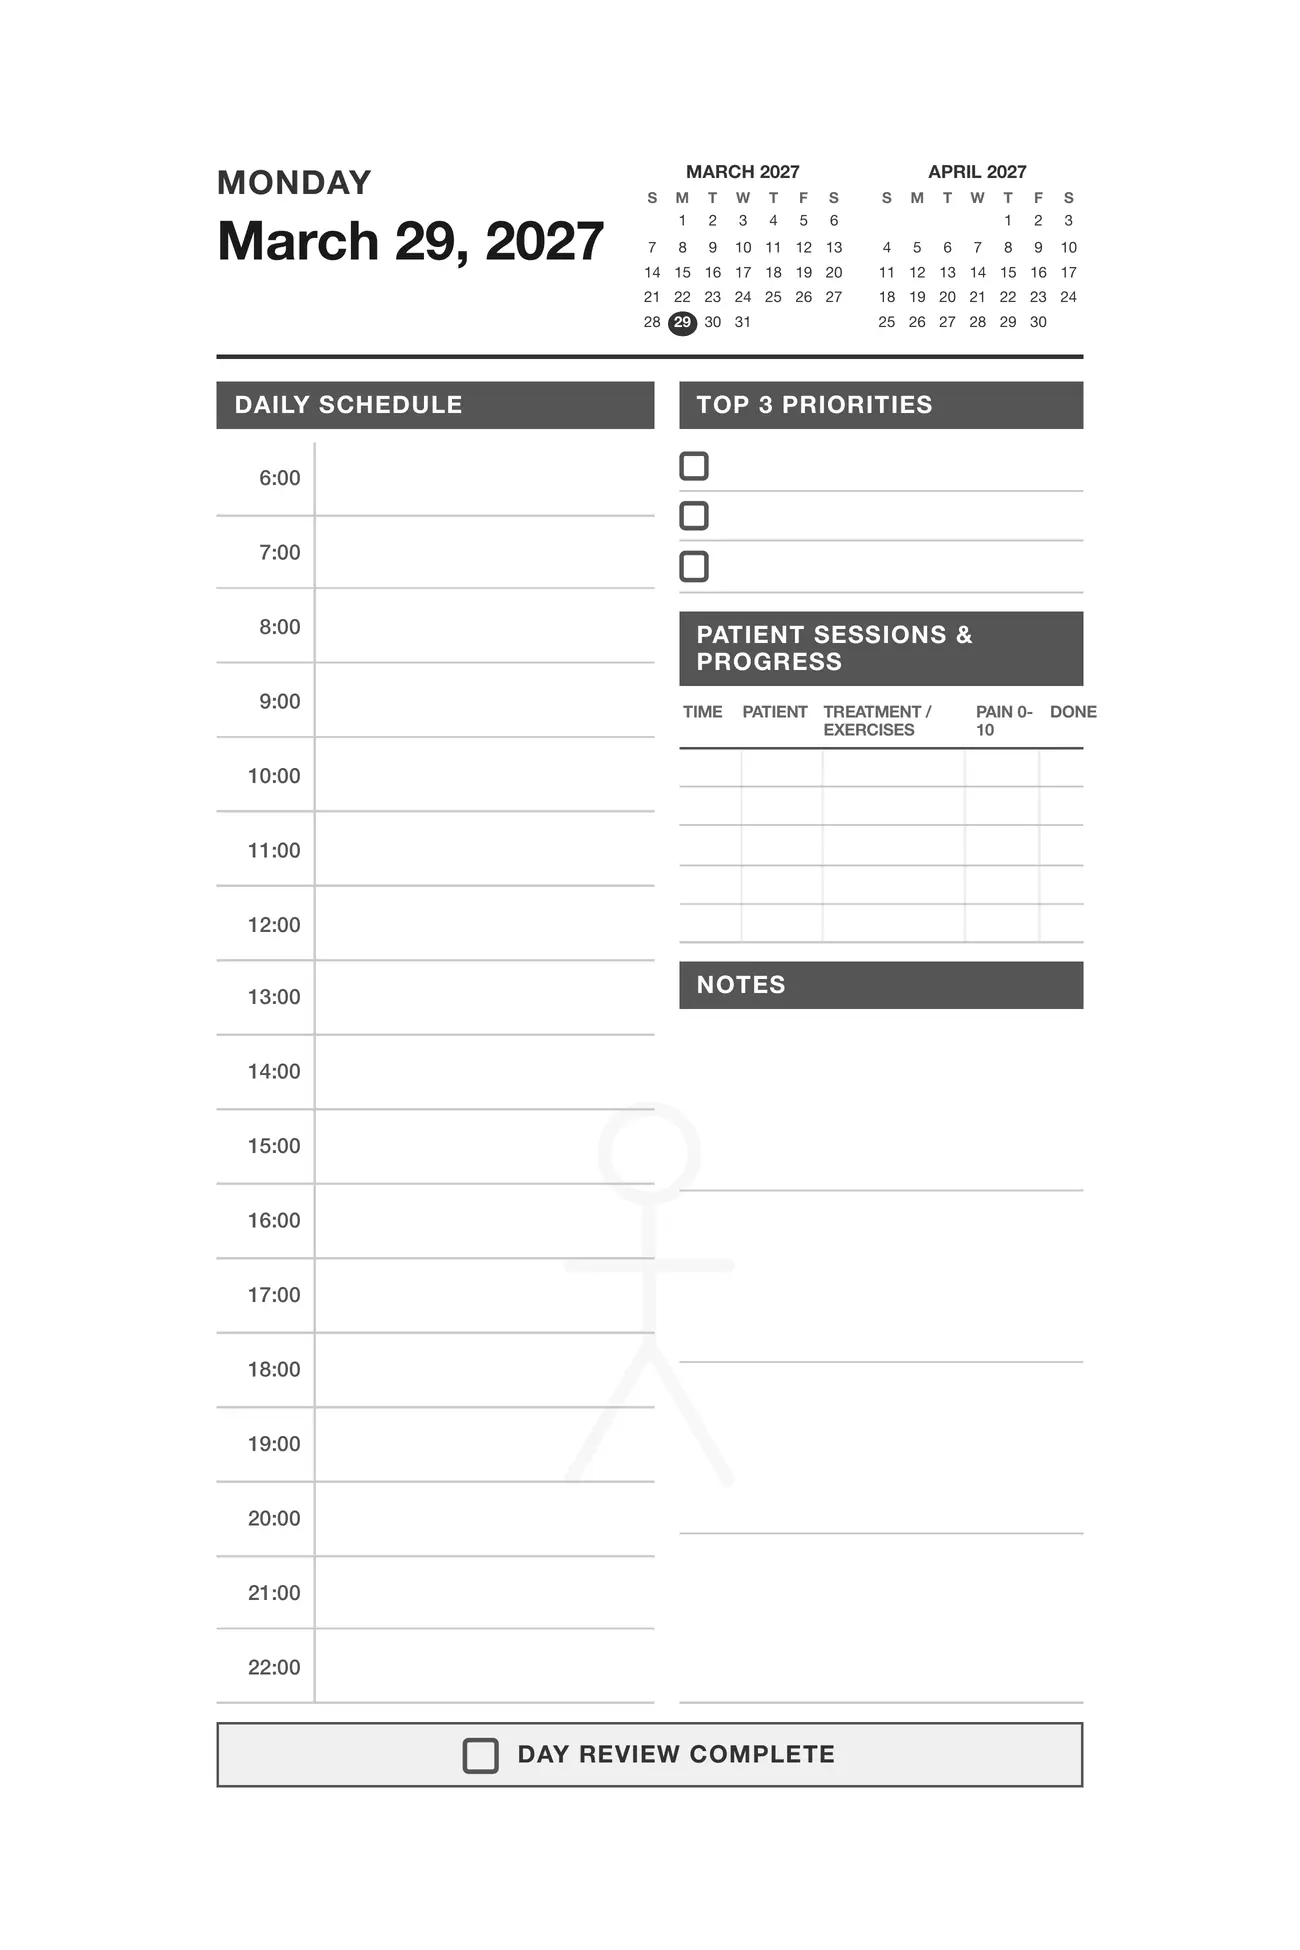 MONDAY
March 29, 2027
MARCH 2027
S M T W T F S
1 2 3 4 5 6
7 8 9 10 11 12 13
14 15 16 17 18 19 20
21 22 23 24 25 26 27
28 29 30 31
APRIL 2027
S M T W T F S
1 2 3
4 5 6 7 8 9 10
11 12 13 14 15 16 17
18 19 20 21 22 23 24
25 26 27 28 29 30
DAILY SCHEDULE
6:00
7:00
8:00
9:00
10:00
11:00
12:00
13:00
14:00
15:00
16:00
17:00
18:00
19:00
20:00
21:00
22:00
TOP 3 PRIORITIES
PATIENT SESSIONS &
PROGRESS
TIME PATIENT TREATMENT / PAIN 0- DONE
EXERCISES 10
NOTES
DAY REVIEW COMPLETE